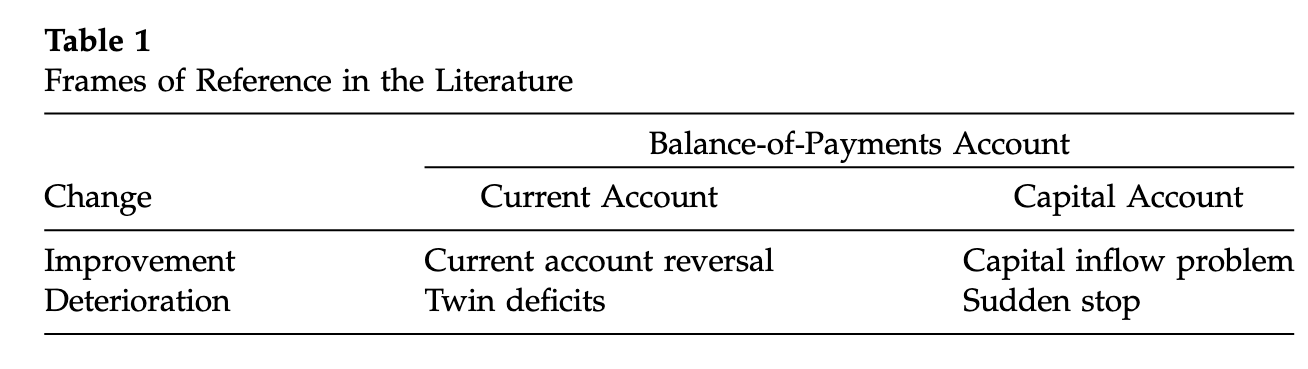 Table 1
Frames of Reference in the Literature
Balance-of-Payments Account
Change Current Account Capital Account
Improvement Current account reversal Capital inflow problem
Deterioration Twin deficits Sudden stop